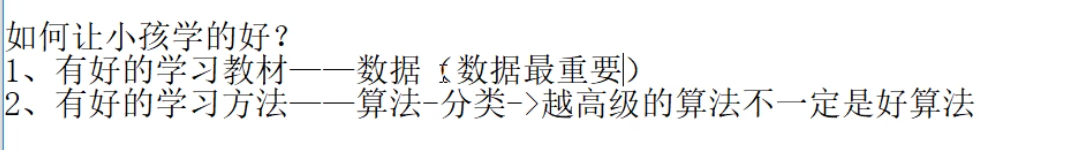 如何让小孩学的好？
1、有好的学习教材——数据（数据最重要）
2、有好的学习方法——算法-分类->越高级的算法不一定是好算法